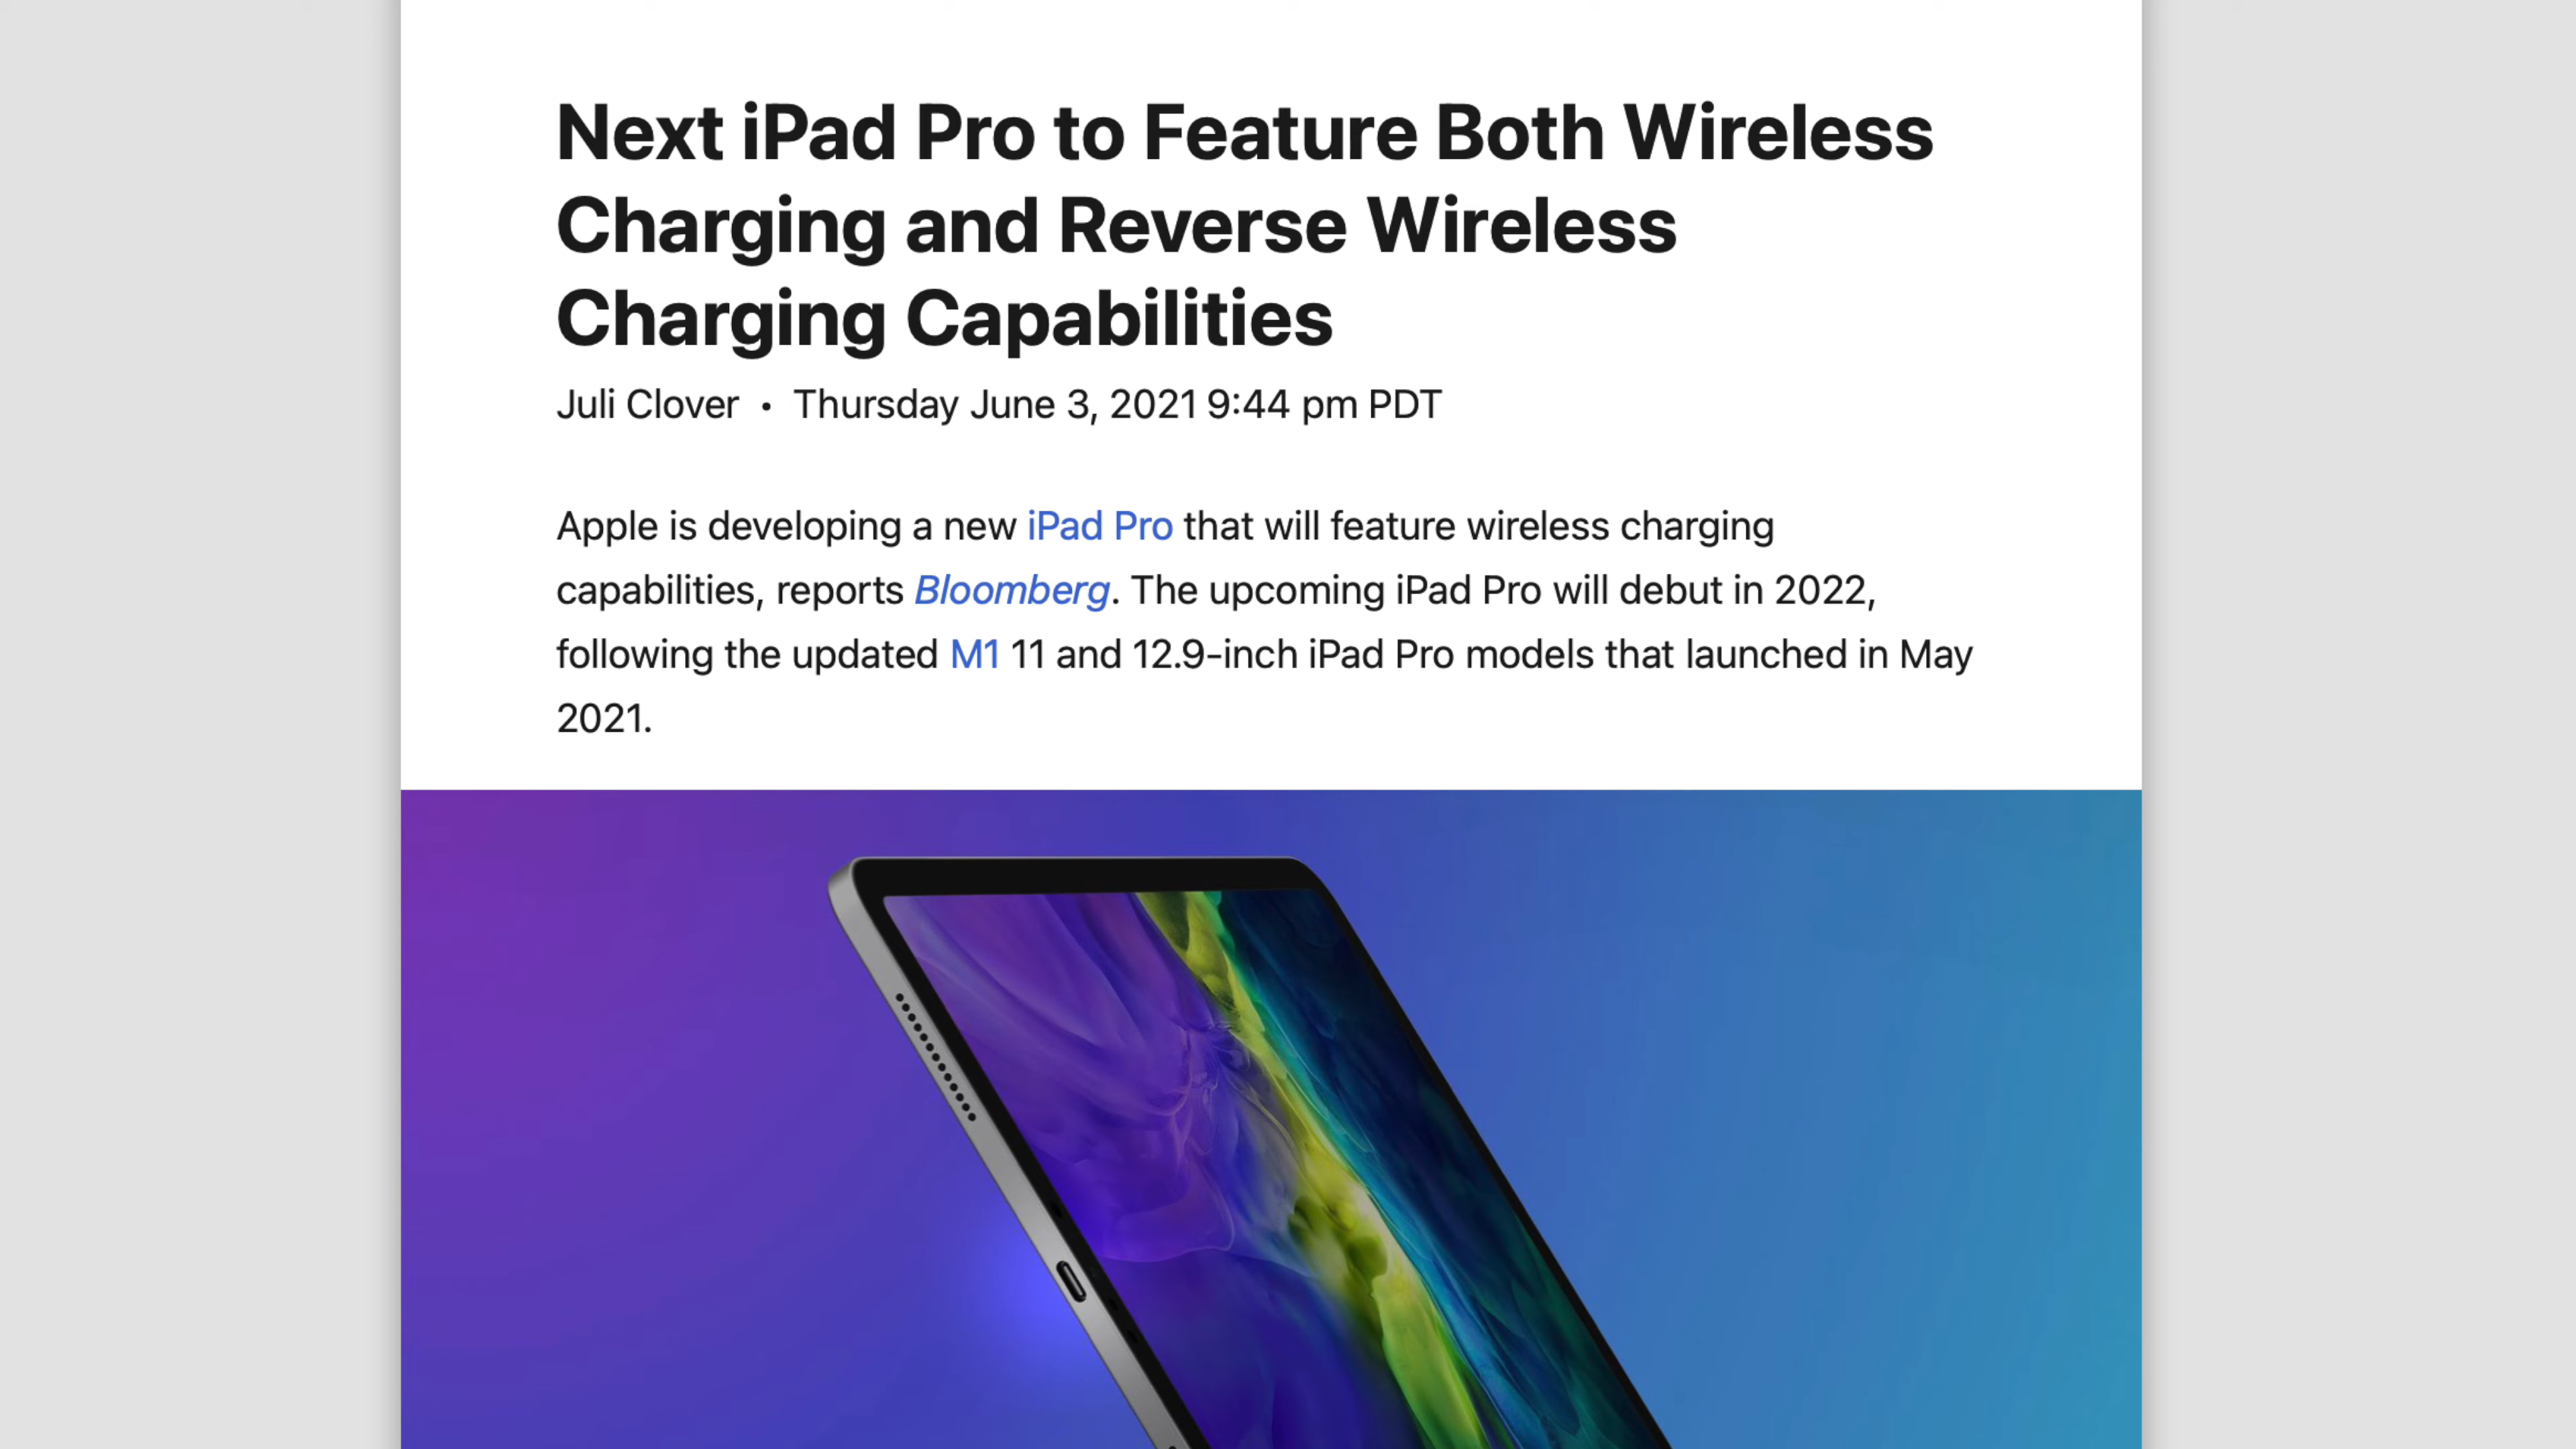 Next iPad Pro to Feature Both Wireless
Charging and Reverse Wireless
Charging Capabilities
Juli Clover • Thursday June 3, 2021 9:44 pm PDT
Apple is developing a new iPad Pro that will feature wireless charging
capabilities, reports Bloomberg. The upcoming iPad Pro will debut in 2022,
following the updated M1 11 and 12.9-inch iPad Pro models that launched in May
2021.